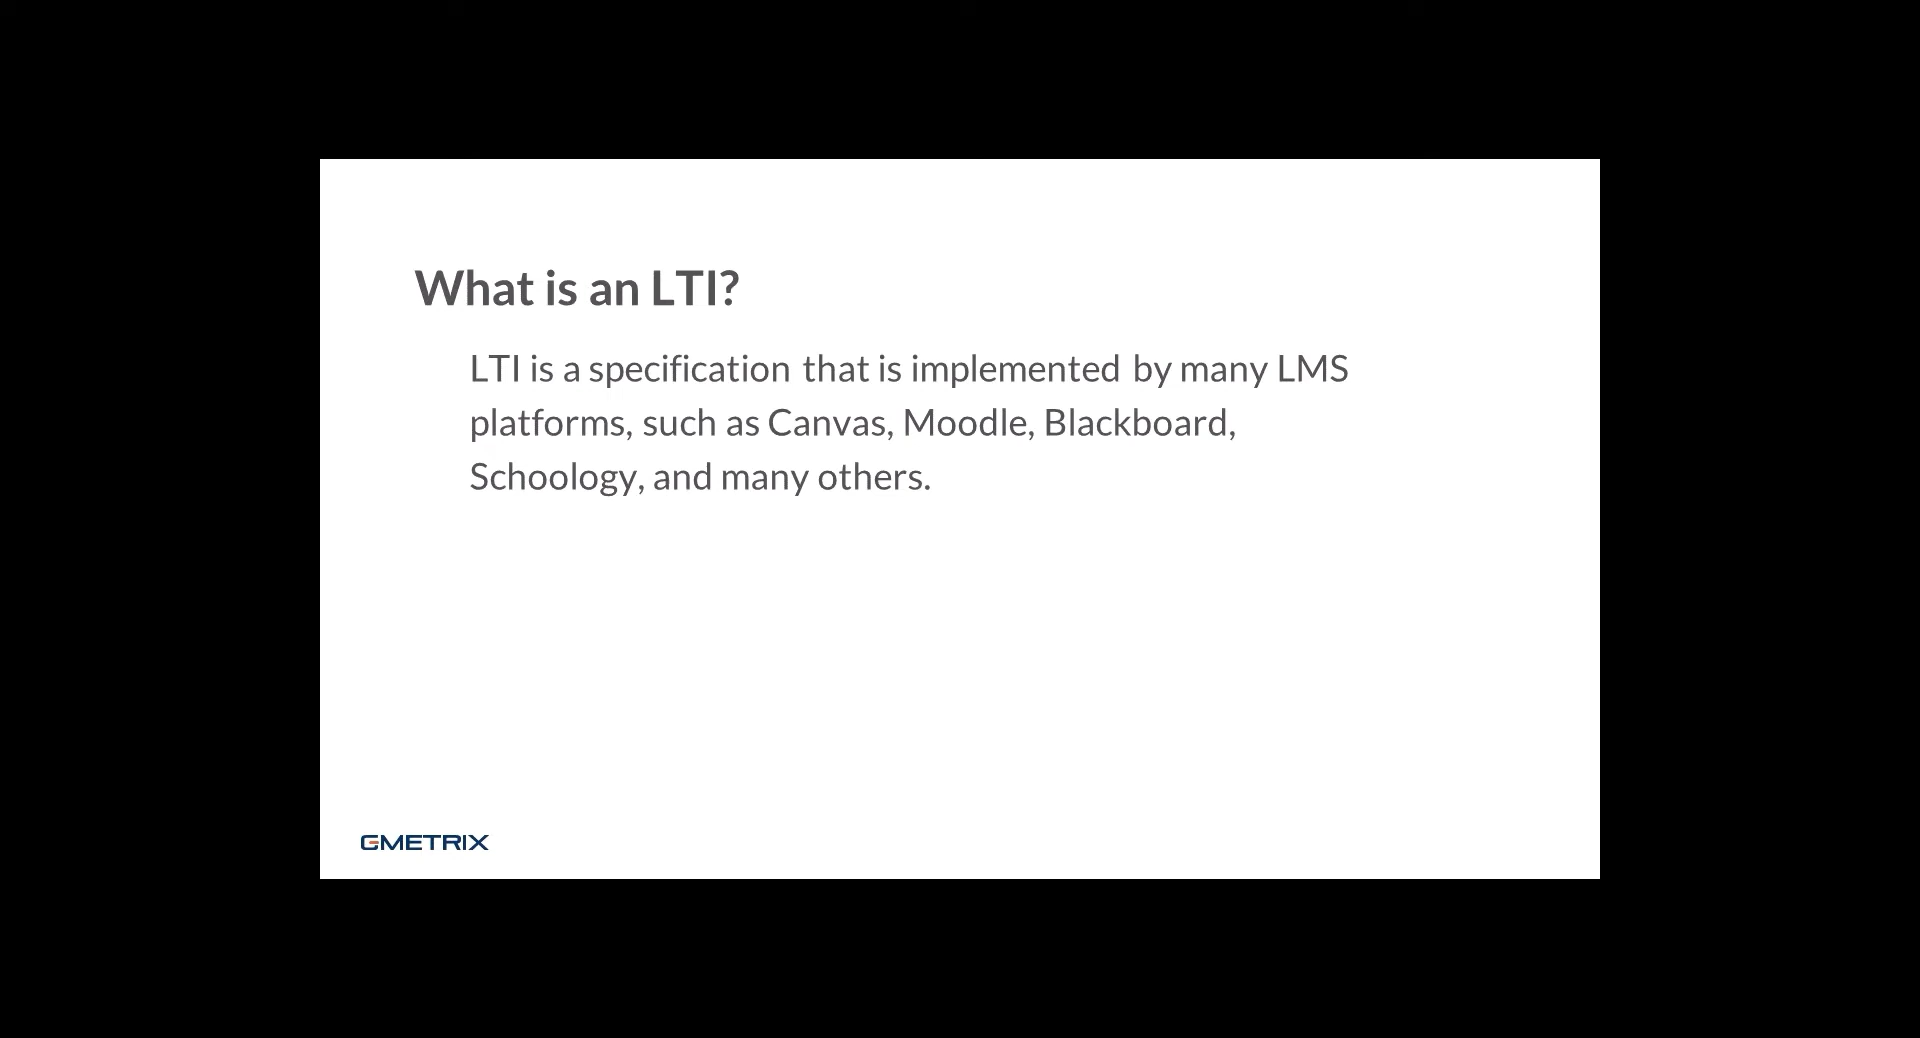 What is an LTI?
LTI is a specification that is implemented by many LMS
platforms, such as Canvas, Moodle, Blackboard,
Schoology, and many others.
GMETRIX